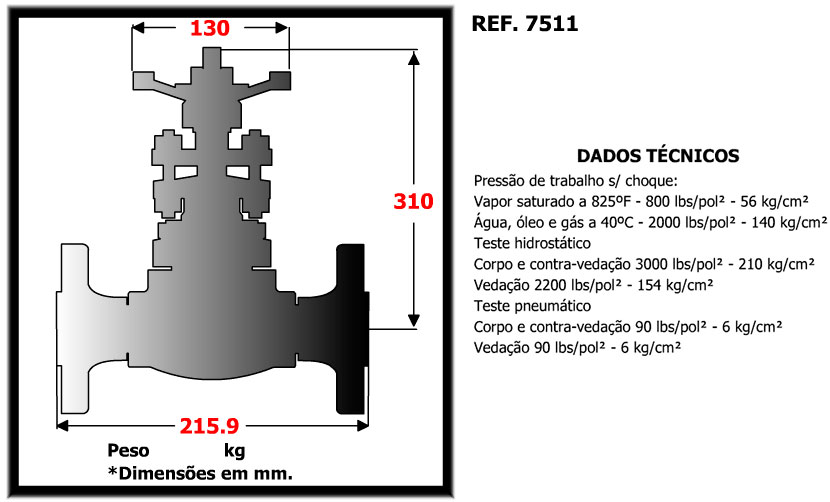 130
310
215.9
Peso kg
*Dimensões em mm.
REF. 7511
DADOS TÉCNICOS
Pressão de trabalho s/ choque:
Vapor saturado a 825ºF - 800 lbs/pol² - 56 kg/cm²
Água, óleo e gás a 40ºC - 2000 lbs/pol² - 140 kg/cm²
Teste hidrostático
Corpo e contra-vedação 3000 lbs/pol² - 210 kg/cm²
Vedação 2200 lbs/pol² - 154 kg/cm²
Teste pneumático
Corpo e contra-vedação 90 lbs/pol² - 6 kg/cm²
Vedação 90 lbs/pol² - 6 kg/cm²